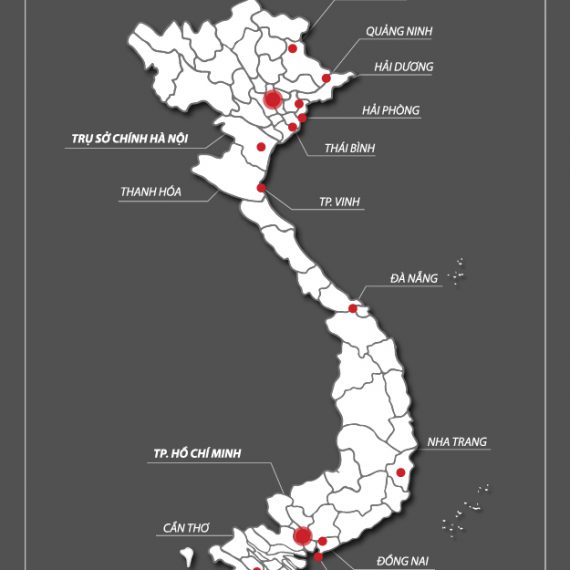 QUẢNG NINH
HẢI DƯƠNG
HẢI PHÒNG
TRỤ SỞ CHÍNH HÀ NỘI
THÁI BÌNH
THANH HÓA
TP. VINH
ĐÀ NẴNG
NHA TRANG
TP. HỒ CHÍ MINH
CẦN THƠ
ĐỒNG NAI